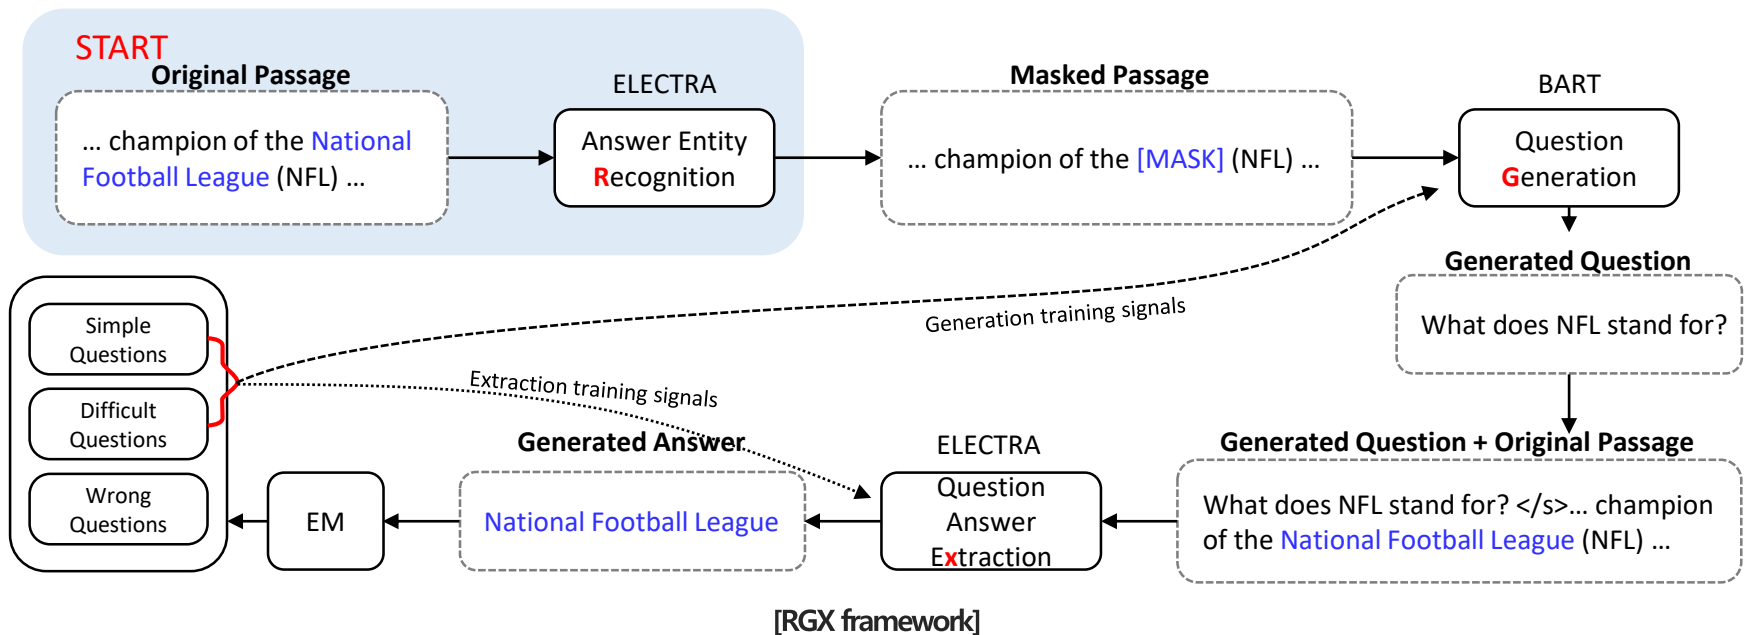 START
Original Passage
... champion of the National
Football League (NFL) ...
ELECTRA
Answer Entity
Recognition
Masked Passage
... champion of the [MASK] (NFL) ...
BART
Question
Generation
Generated Question
What does NFL stand for?
Generation training signals
Extraction training signals
Simple
Questions
Difficult
Questions
Wrong
Questions
EM
Generated Answer
National Football League
ELECTRA
Question
Answer
Extraction
Generated Question + Original Passage
What does NFL stand for? </s>... champion
of the National Football League (NFL) ...
[RGX framework]